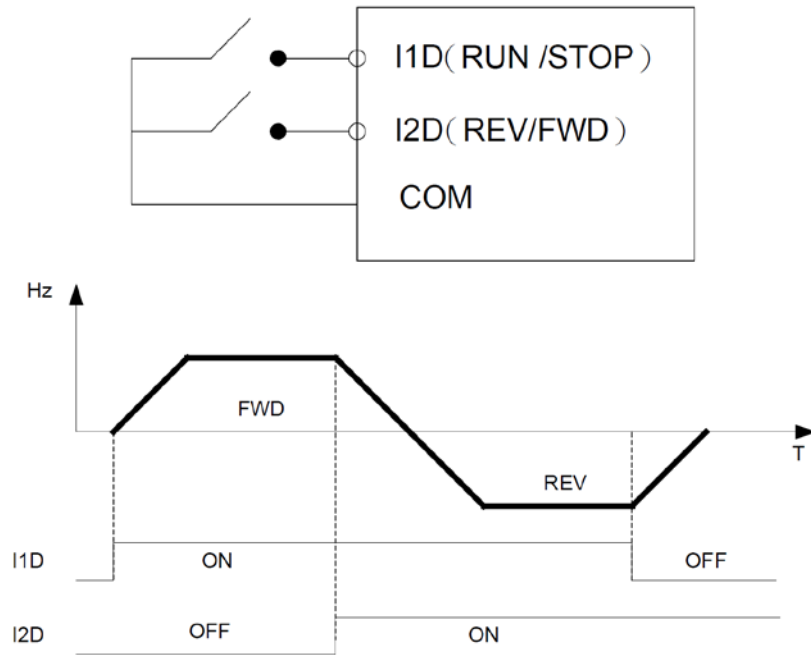 I1D( RUN /STOP)
I2D( REV/FWD)
COM
Hz
FWD
T
REV
I1D ON OFF
I2D OFF ON